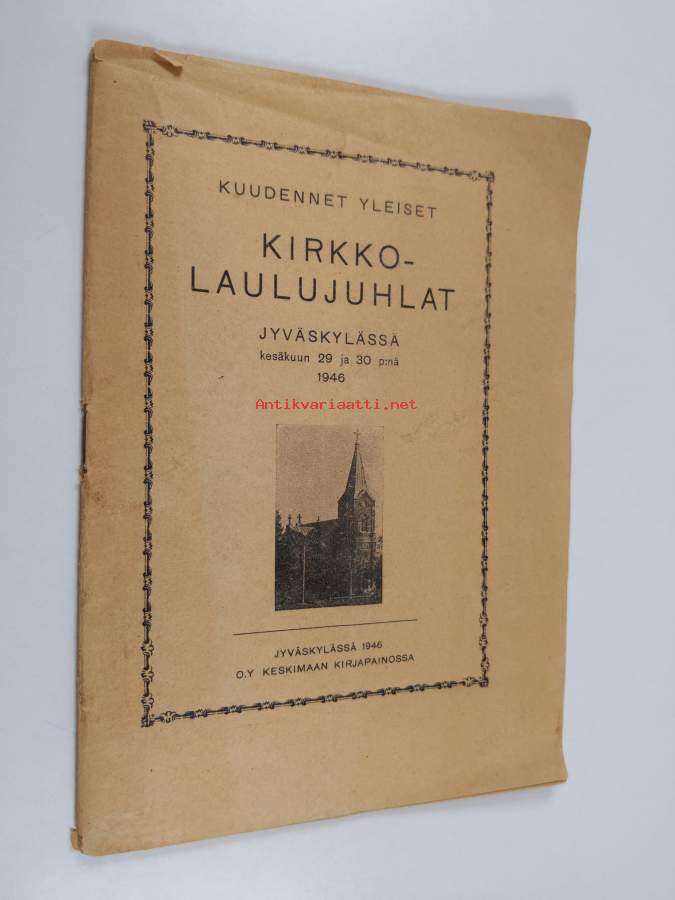 KUUDENNET YLEISET
KIRKKO-
LAULUJUHLAT
JYVÄSKYLÄSSÄ
kesäkuun 29 ja 30 p:nä
1946
Antikvariaatti.net
JYVÄSKYLÄSSÄ 1946
O.Y KESKIMAAN KIRJAPAINOSSA